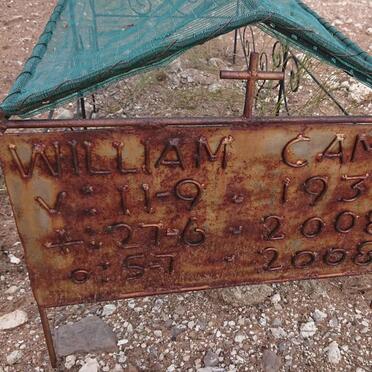 WILLIAM CAM
*: 11-9-193
+: 27-6-2008
o: 5-7-2008